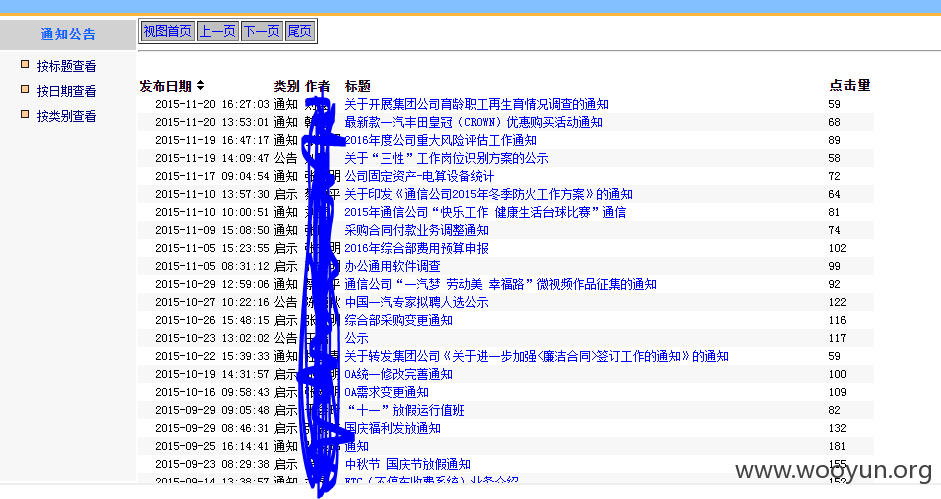 通知公告
按标题查看
按日期查看
按类别查看
视图首页 上一页 下一页 尾页
发布日期 类别 作者 标题 点击量
2015-11-20 16:27:03 通知 关于开展集团公司育龄职工再生育情况调查的通知 59
2015-11-20 13:53:01 通知 最新款一汽丰田皇冠（CROWN）优惠购买活动通知 68
2015-11-19 16:47:17 通知 2016年度公司重大风险评估工作通知 89
2015-11-19 14:09:47 公告 关于“三性”工作岗位识别方案的公示 58
2015-11-17 09:04:54 通知 明 公司固定资产-电算设备统计 72
2015-11-10 13:57:30 启示 平 关于印发《通信公司2015年冬季防火工作方案》的通知 64
2015-11-10 10:00:51 通知 2015年通信公司“快乐工作 健康生活台球比赛”通信 81
2015-11-09 15:08:50 通知 采购合同付款业务调整通知 74
2015-11-05 15:23:55 启示 明 2016年综合部费用预算申报 102
2015-11-05 08:31:12 启示 明 办公通用软件调查 99
2015-10-29 12:59:06 通知 平 通信公司“一汽梦 劳动美 幸福路”微视频作品征集的通知 92
2015-10-27 10:22:16 公告 中国一汽专家拟聘人选公示 122
2015-10-26 15:48:15 启示 明 综合部采购变更通知 116
2015-10-23 13:02:02 公告 公示 117
2015-10-22 15:39:33 通知 关于转发集团公司《关于进一步加强<廉洁合同>签订工作的通知》的通知 59
2015-10-19 14:31:57 启示 明 OA统一修改完善通知 100
2015-10-16 09:58:43 启示 明 OA需求变更通知 109
2015-09-29 09:05:48 启示 “十一”放假运行值班 82
2015-09-29 08:46:31 启示 国庆福利发放通知 132
2015-09-25 16:14:41 通知 通知 181
2015-09-23 08:29:38 启示 中秋节 国庆节放假通知 155
2015-09-14 13:38:57 启示 ETC（不停车收费系统）业务介绍 152
www.wooyun.org